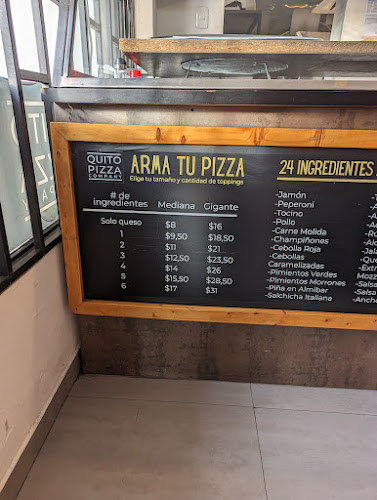 QUITO
PIZZA
COMPANY
ARMA TU PIZZA
Elige tu tamaño y cantidad de toppings
# de
ingredientes Mediana Gigante
Solo queso $8 $16
1 $9,50 $18,50
2 $11 $21
3 $12,50 $23,50
4 $14 $26
5 $15,50 $28,50
6 $17 $31
24 INGREDIENTES
-Jamón
-Peperoni
-Tocino
-Pollo
-Carne Molida
-Champiñones
-Cebolla Roja
-Cebollas
Caramelizadas
-Pimientos Verdes
-Pimientos Morrones
-Piña en Almibar
-Salchicha Italiana